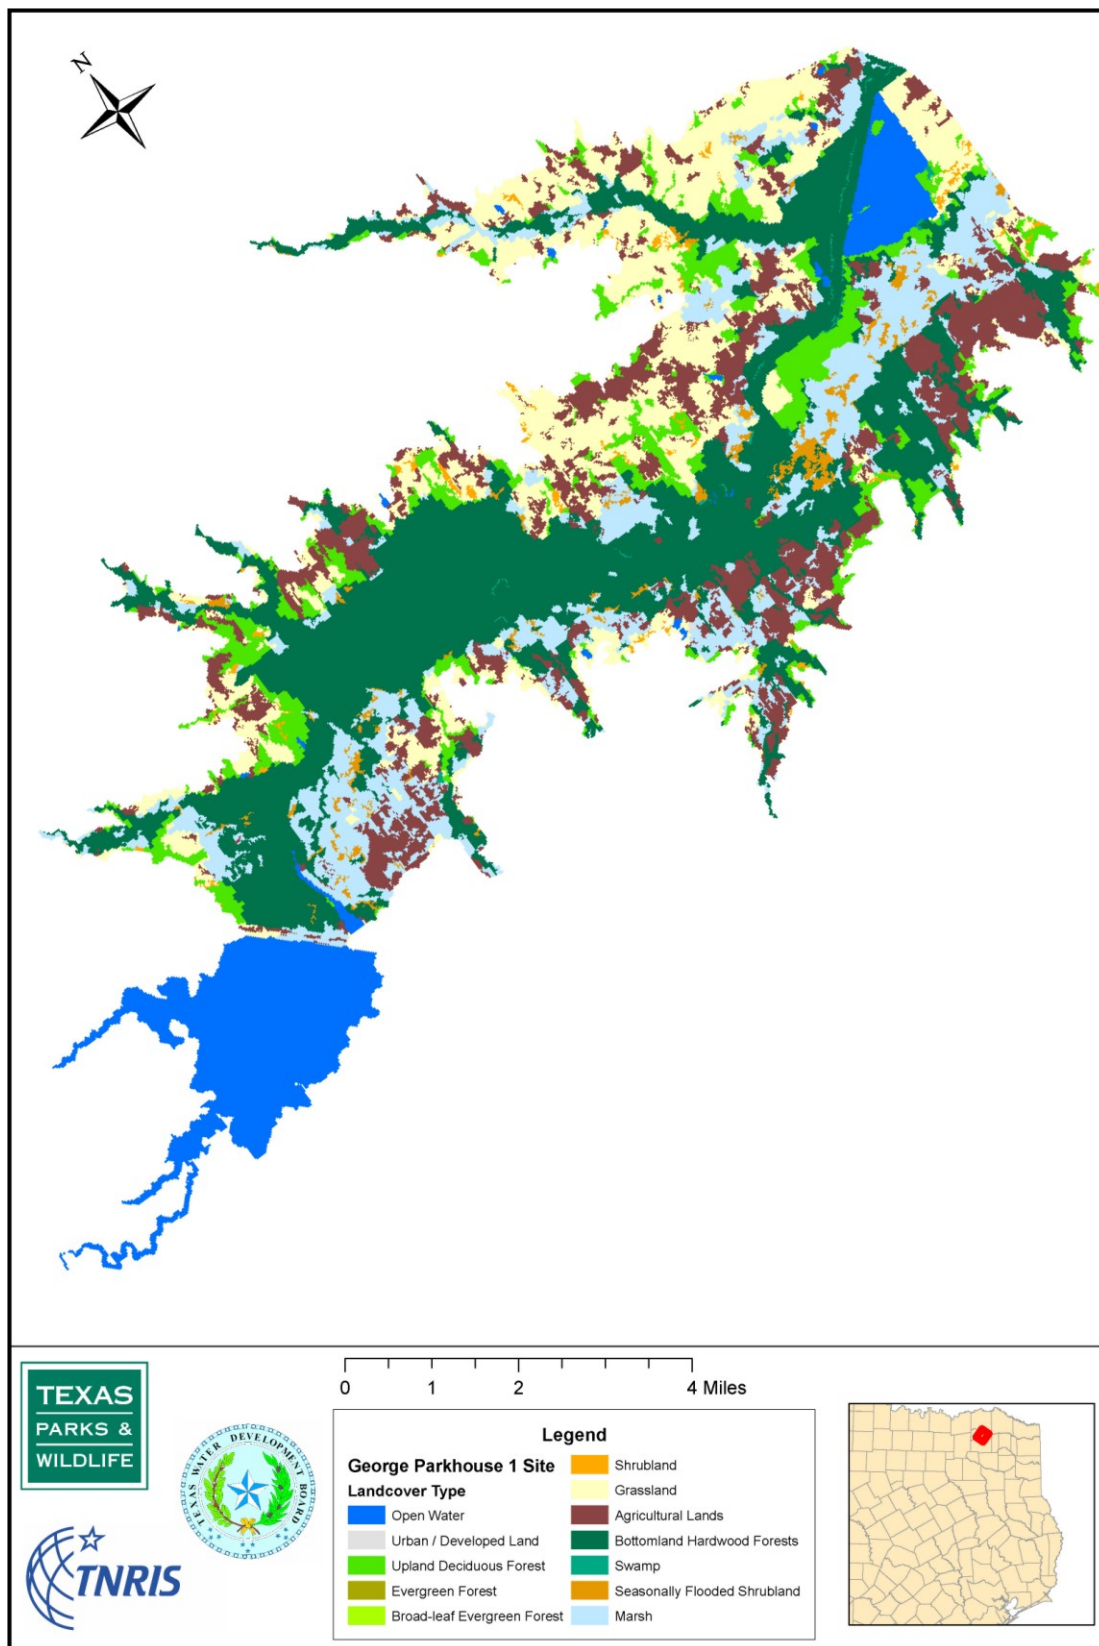 N
0 1 2 4 Miles
TEXAS
PARKS &
WILDLIFE
TEXAS WATER DEVELOPMENT BOARD
TNRIS
Legend
George Parkhouse 1 Site
Landcover Type
Open Water
Urban / Developed Land
Upland Deciduous Forest
Evergreen Forest
Broad-leaf Evergreen Forest
Shrubland
Grassland
Agricultural Lands
Bottomland Hardwood Forests
Swamp
Seasonally Flooded Shrubland
Marsh